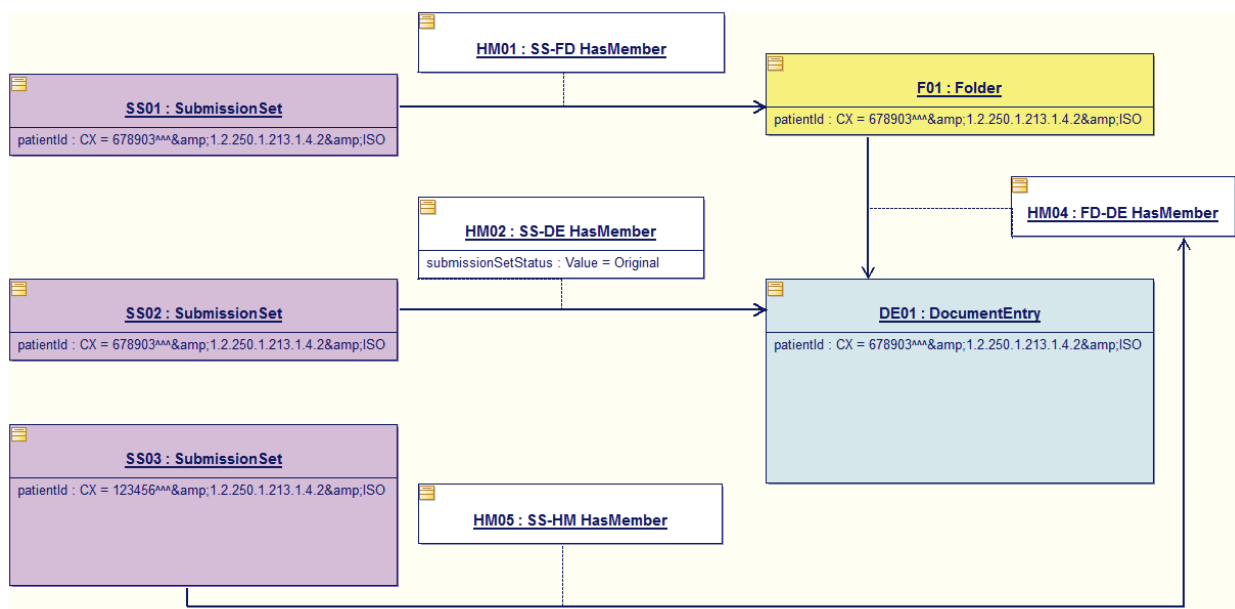 HM01 : SS-FD HasMember
SS01 : SubmissionSet
patientId : CX = 678903^^^&amp;1.2.250.1.213.1.4.2&amp;ISO
F01 : Folder
patientId : CX = 678903^^^&amp;1.2.250.1.213.1.4.2&amp;ISO
HM04 : FD-DE HasMember
HM02 : SS-DE HasMember
submissionSetStatus : Value = Original
SS02 : SubmissionSet
patientId : CX = 678903^^^&amp;1.2.250.1.213.1.4.2&amp;ISO
DE01 : DocumentEntry
patientId : CX = 678903^^^&amp;1.2.250.1.213.1.4.2&amp;ISO
SS03 : SubmissionSet
patientId : CX = 123456^^^&amp;1.2.250.1.213.1.4.2&amp;ISO
HM05 : SS-HM HasMember